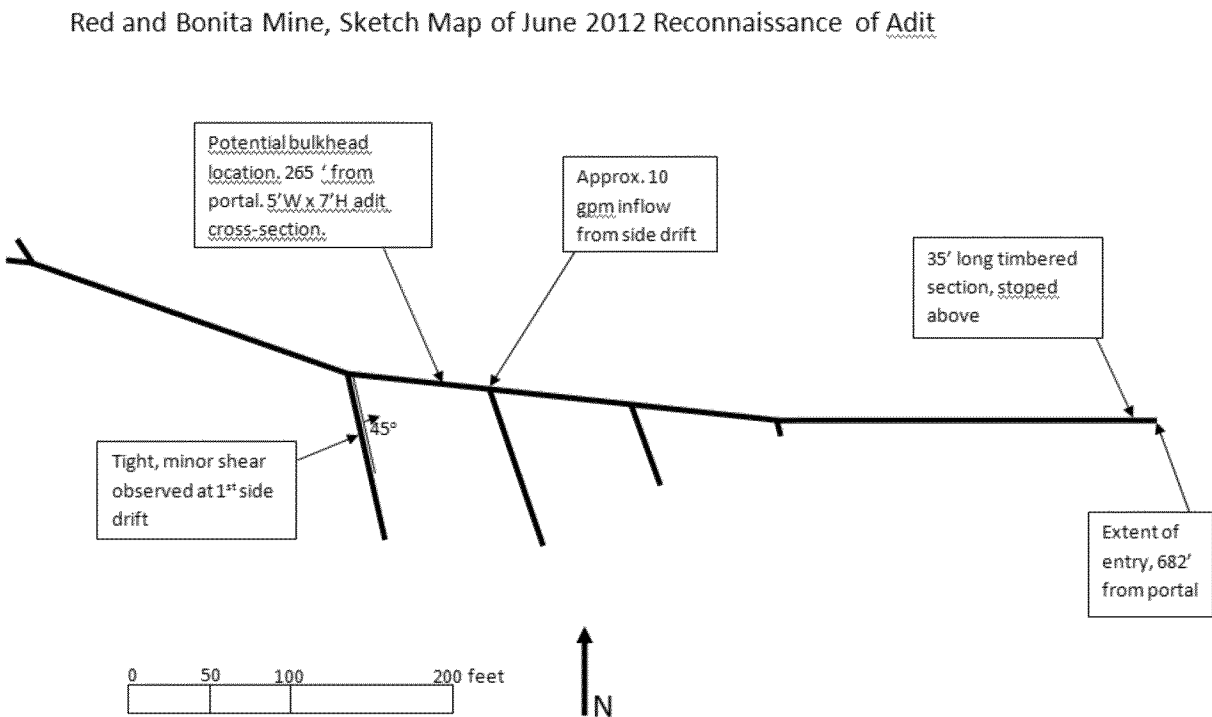 Red and Bonita Mine, Sketch Map of June 2012 Reconnaissance of Adit
Potential bulkhead
location. 265 ‘ from
portal. 5’W x 7’H adit
cross-section.
Approx. 10
gpm inflow
from side drift
35’ long timbered
section, stoped
above
45°
Tight, minor shear
observed at 1st side
drift
Extent of
entry, 682’
from portal
0 50 100 200 feet
N